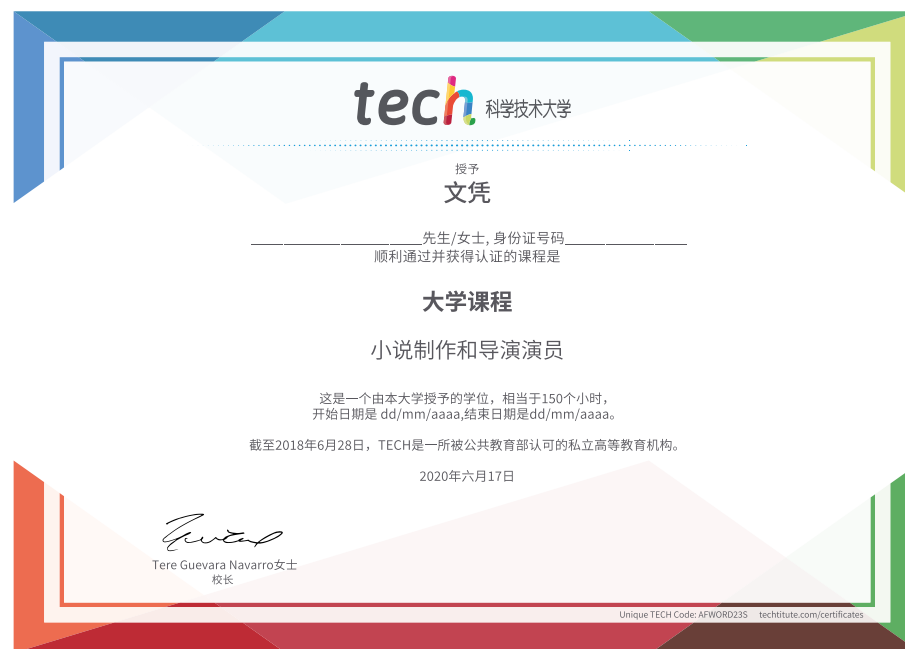 tech 科学技术大学
授予
文凭
________________________先生/女士, 身份证号码________________
顺利通过并获得认证的课程是
大学课程
小说制作和导演演员
这是一个由本大学授予的学位，相当于150个小时，
开始日期是 dd/mm/aaaa,结束日期是dd/mm/aaaa。
截至2018年6月28日，TECH是一所被公共教育部认可的私立高等教育机构。
2020年六月17日
Tere Guevara Navarro女士
校长
Unique TECH Code: AFWORD23S techtitute.com/certificates